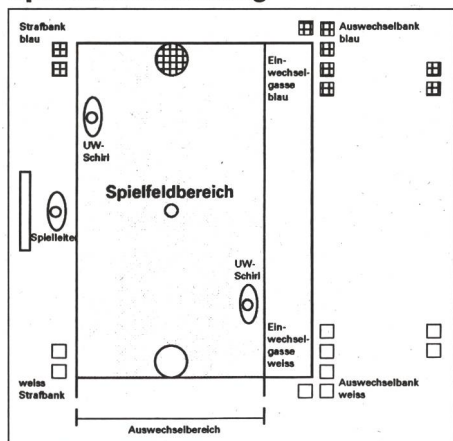 Strafbank
blau
Auswechselbank
blau
Ein-
wechsel-
gasse
blau
UW-
Schiri
Spielfeldbereich
Spielleiter
UW-
Schiri
Ein-
wechsel-
gasse
weiss
weiss
Strafbank
Auswechselbank
weiss
Auswechselbereich